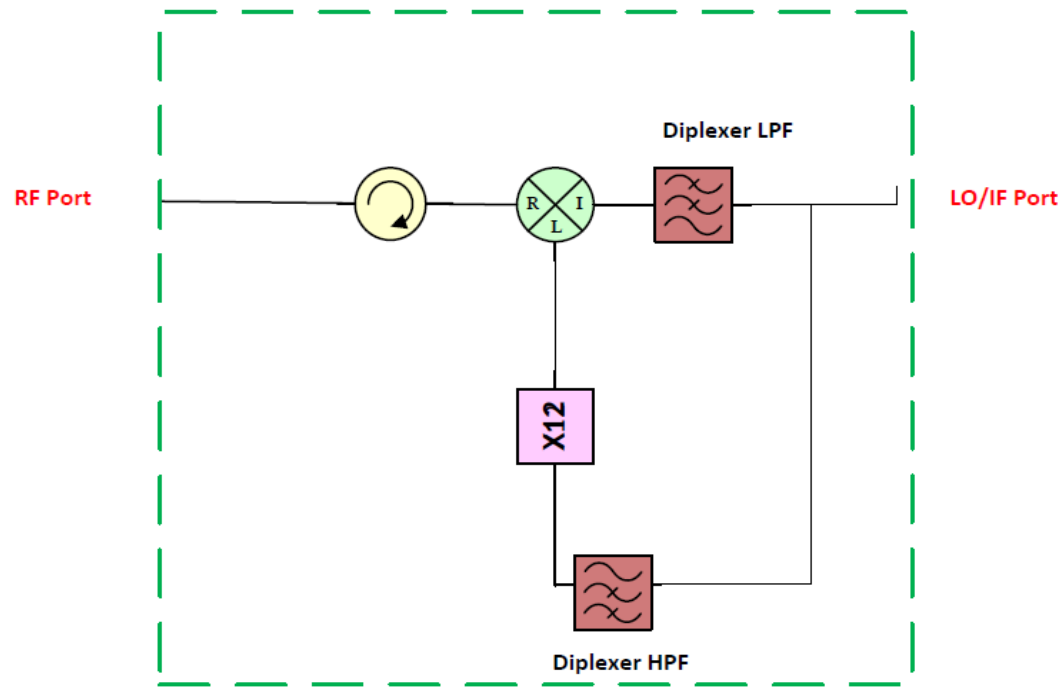 Diplexer LPF
RF Port
R
I
L
LO/IF Port
X12
Diplexer HPF